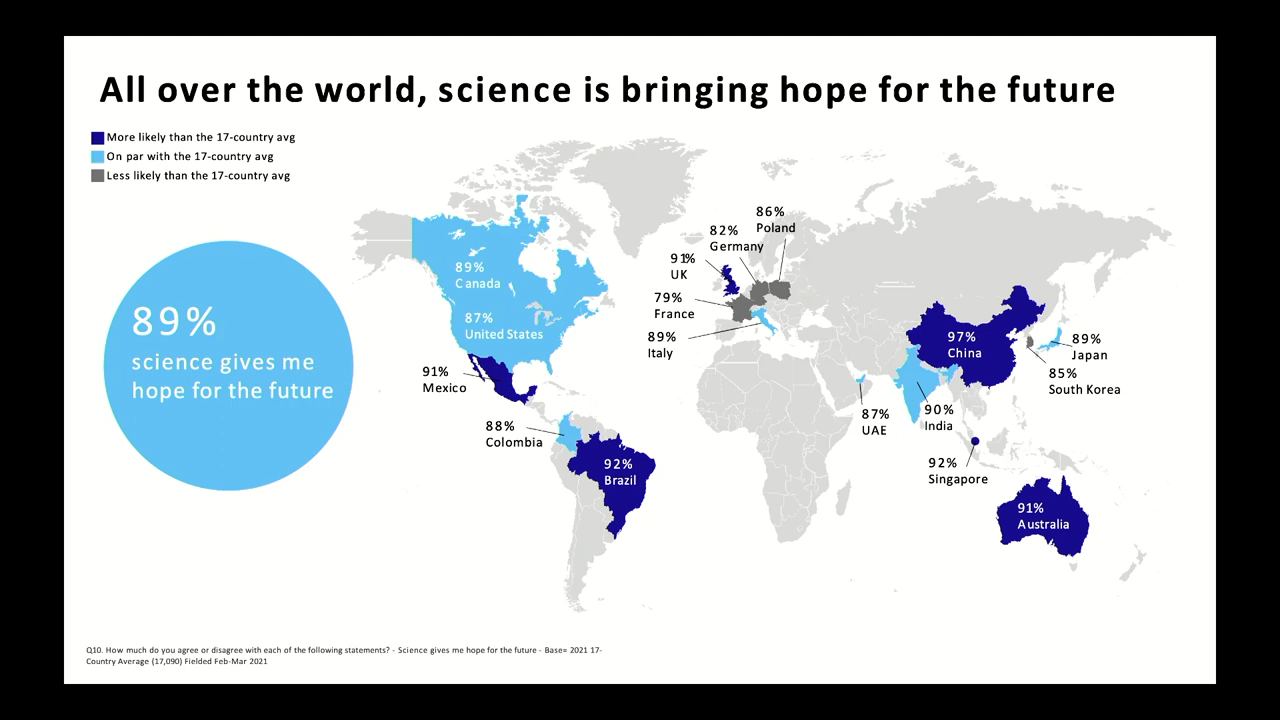 All over the world, science is bringing hope for the future
More likely than the 17-country avg
On par with the 17-country avg
Less likely than the 17-country avg
89%
science gives me
hope for the future
89%
Canada
87%
United States
91%
Mexico
88%
Colombia
92%
Brazil
86%
Poland
82%
Germany
91%
UK
79%
France
89%
Italy
97%
China
89%
Japan
85%
South Korea
87%
UAE
90%
India
92%
Singapore
91%
Australia
Q10. How much do you agree or disagree with each of the following statements? - Science gives me hope for the future - Base= 2021 17-
Country Average (17,090) Fielded Feb-Mar 2021